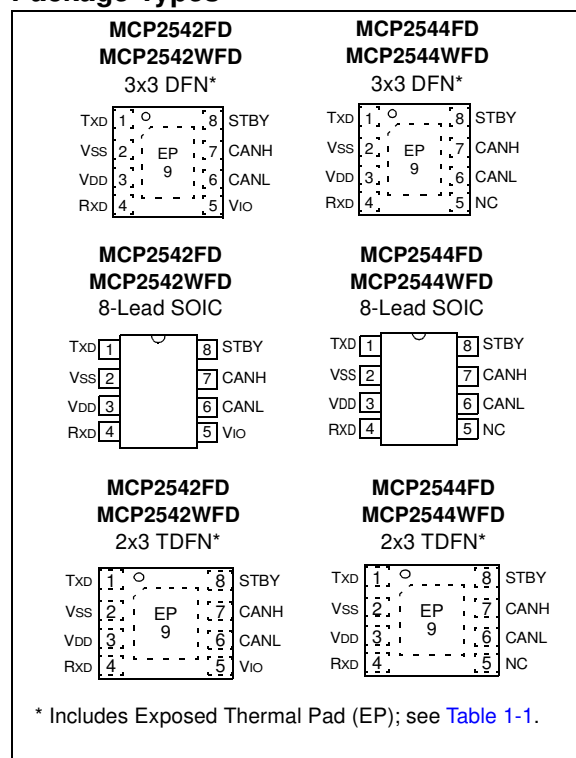 MCP2542FD
MCP2542WFD
3x3 DFN*
TXD 1 8 STBY
VSS 2 EP 7 CANH
VDD 3 9 6 CANL
RXD 4 5 VIO
MCP2544FD
MCP2544WFD
3x3 DFN*
TXD 1 8 STBY
VSS 2 EP 7 CANH
VDD 3 9 6 CANL
RXD 4 5 NC
MCP2542FD
MCP2542WFD
8-Lead SOIC
TXD 1 8 STBY
VSS 2 7 CANH
VDD 3 6 CANL
RXD 4 5 VIO
MCP2544FD
MCP2544WFD
8-Lead SOIC
TXD 1 8 STBY
VSS 2 7 CANH
VDD 3 6 CANL
RXD 4 5 NC
MCP2542FD
MCP2542WFD
2x3 TDFN*
TXD 1 8 STBY
VSS 2 EP 7 CANH
VDD 3 9 6 CANL
RXD 4 5 VIO
MCP2544FD
MCP2544WFD
2x3 TDFN*
TXD 1 8 STBY
VSS 2 EP 7 CANH
VDD 3 9 6 CANL
RXD 4 5 NC
* Includes Exposed Thermal Pad (EP); see Table 1-1.